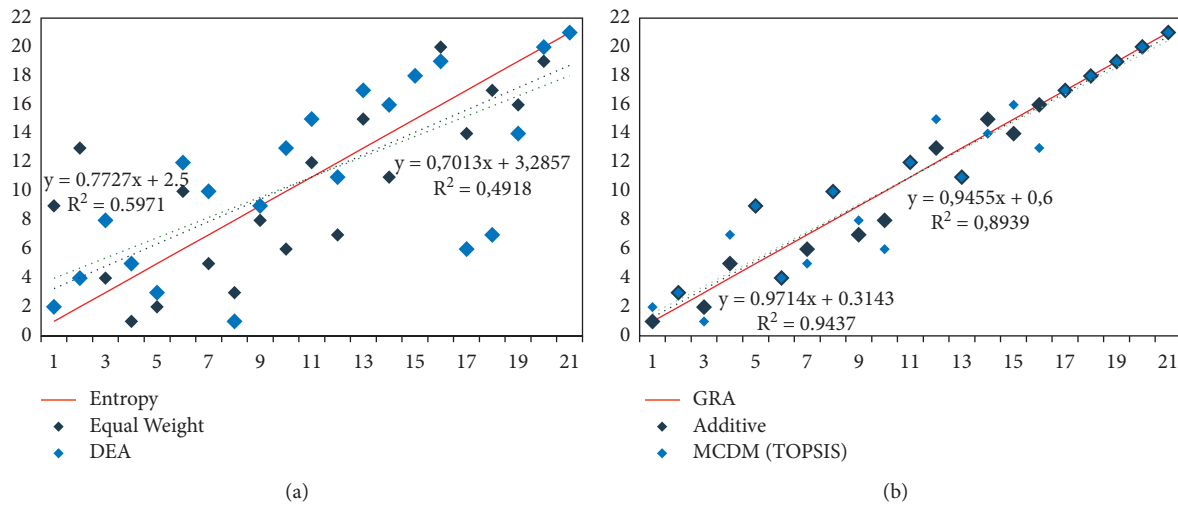 22
20
18
16
14
12
10
8
6
4
2
0
y = 0.7727x + 2.5
R² = 0.5971
y = 0,7013x + 3,2857
R² = 0,4918
1 3 5 7 9 11 13 15 17 19 21
Entropy
Equal Weight
DEA
(a)
22
20
18
16
14
12
10
8
6
4
2
0
y = 0,9455x + 0,6
R² = 0,8939
y = 0.9714x + 0.3143
R² = 0.9437
1 3 5 7 9 11 13 15 17 19 21
GRA
Additive
MCDM (TOPSIS)
(b)